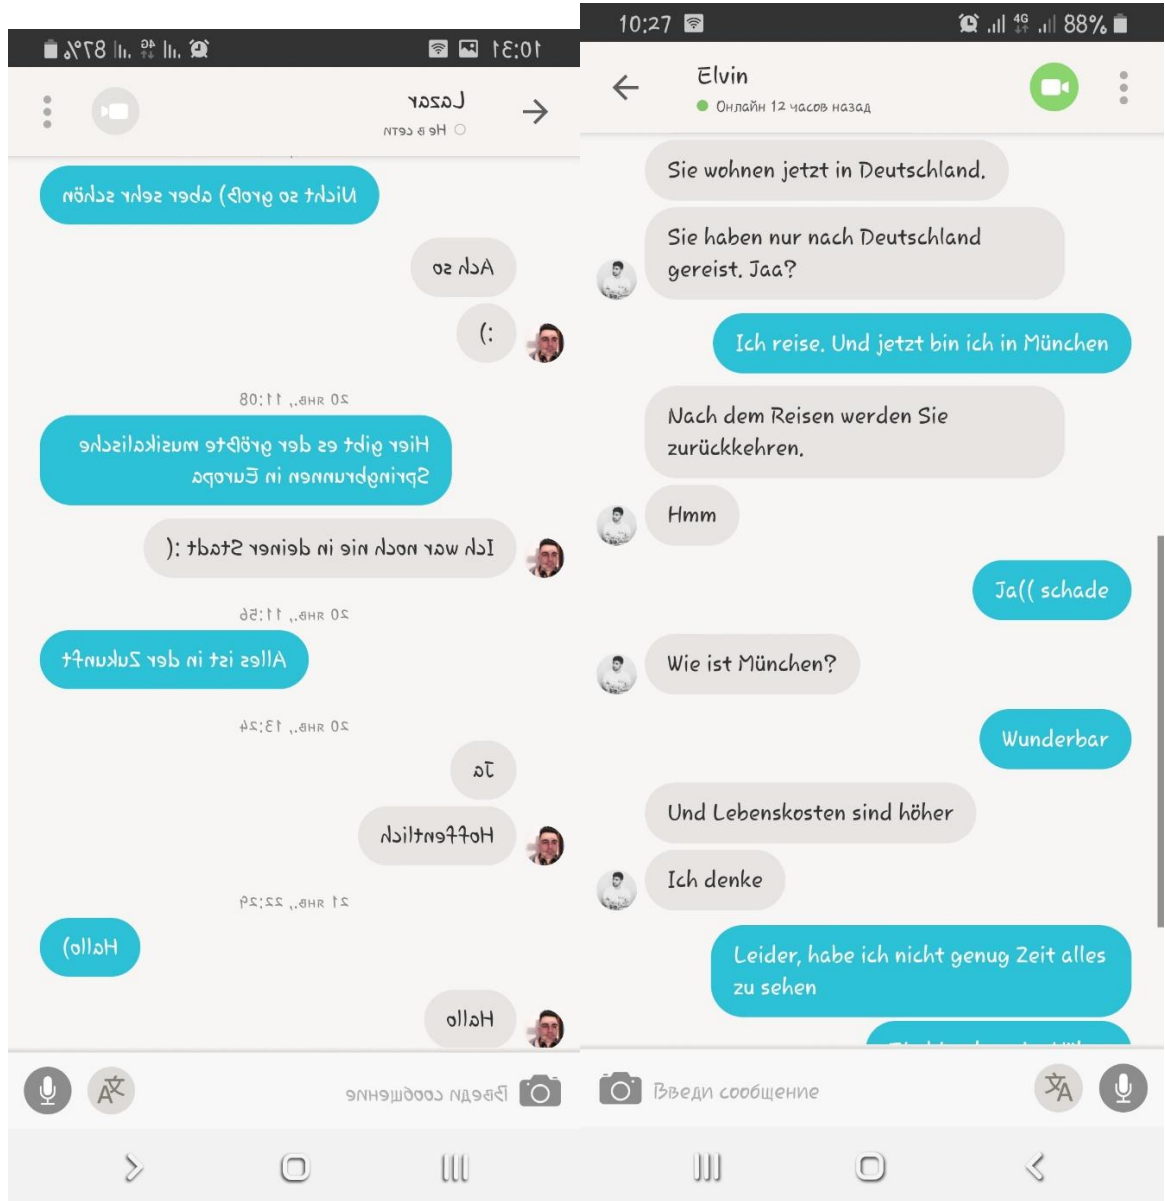 10:31
4G
87%
Lazar
Не в сети
Nicht so groß) aber sehr schön
Ach so
:)
20 янв., 11:08
Hier gibt es der größte musikalische
Springbrunnen in Europa
Ich war noch nie in deiner Stadt :(
20 янв., 11:56
Alles ist in der Zukunft
20 янв., 13:24
Ja
Hoffentlich
21 янв., 22:29
Hallo)
Hallo
Введи сообщение
10:27
4G
88%
Elvin
Онлайн 12 часов назад
Sie wohnen jetzt in Deutschland.
Sie haben nur nach Deutschland
gereist. Jaa?
Ich reise. Und jetzt bin ich in München
Nach dem Reisen werden Sie
zurückkehren.
Hmm
Ja(( schade
Wie ist München?
Wunderbar
Und Lebenskosten sind höher
Ich denke
Leider, habe ich nicht genug Zeit alles
zu sehen
Введи сообщение